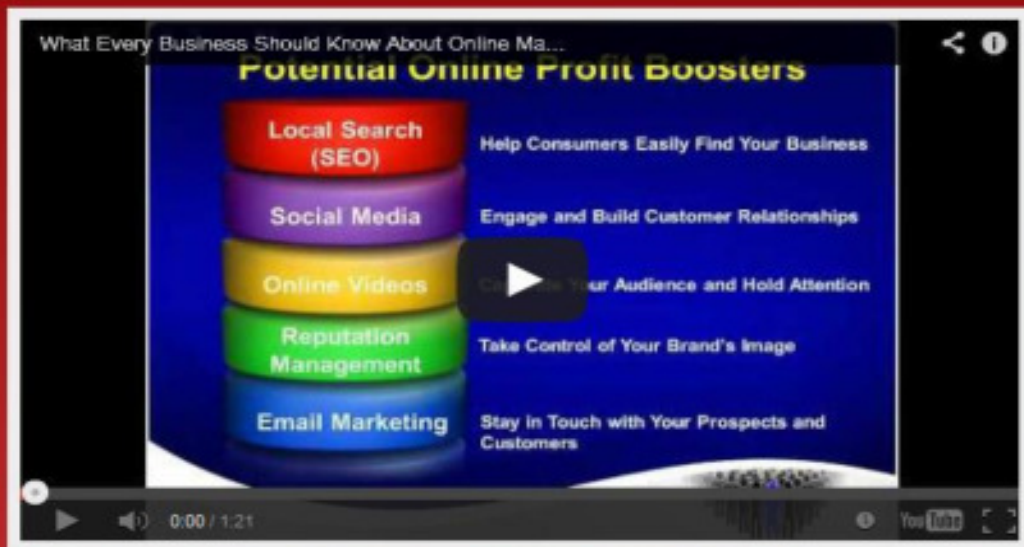 What Every Business Should Know About Online Ma...
Potential Online Profit Boosters
Local Search
(SEO)
Help Consumers Easily Find Your Business
Social Media
Engage and Build Customer Relationships
Online Videos
Your Audience and Hold Attention
Reputation
Management
Take Control of Your Brand's Image
Email Marketing
Stay in Touch with Your Prospects and
Customers
0:00 / 1:21
YouTube